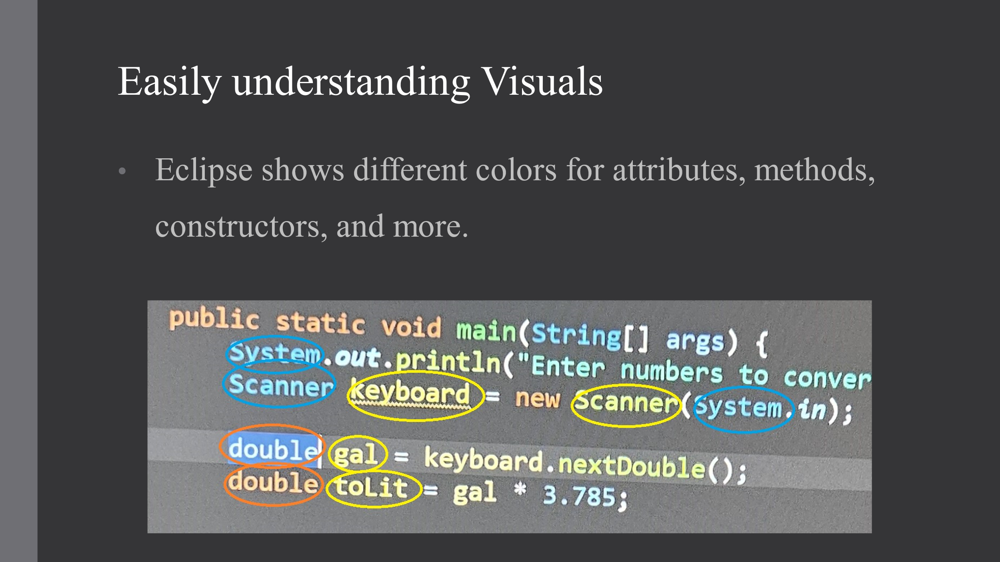 Easily understanding Visuals
• Eclipse shows different colors for attributes, methods,
constructors, and more.
public static void main(String[] args) {
System.out.println("Enter numbers to conver
Scanner keyboard = new Scanner(System.in);
double gal = keyboard.nextDouble();
double toLit = gal * 3.785;